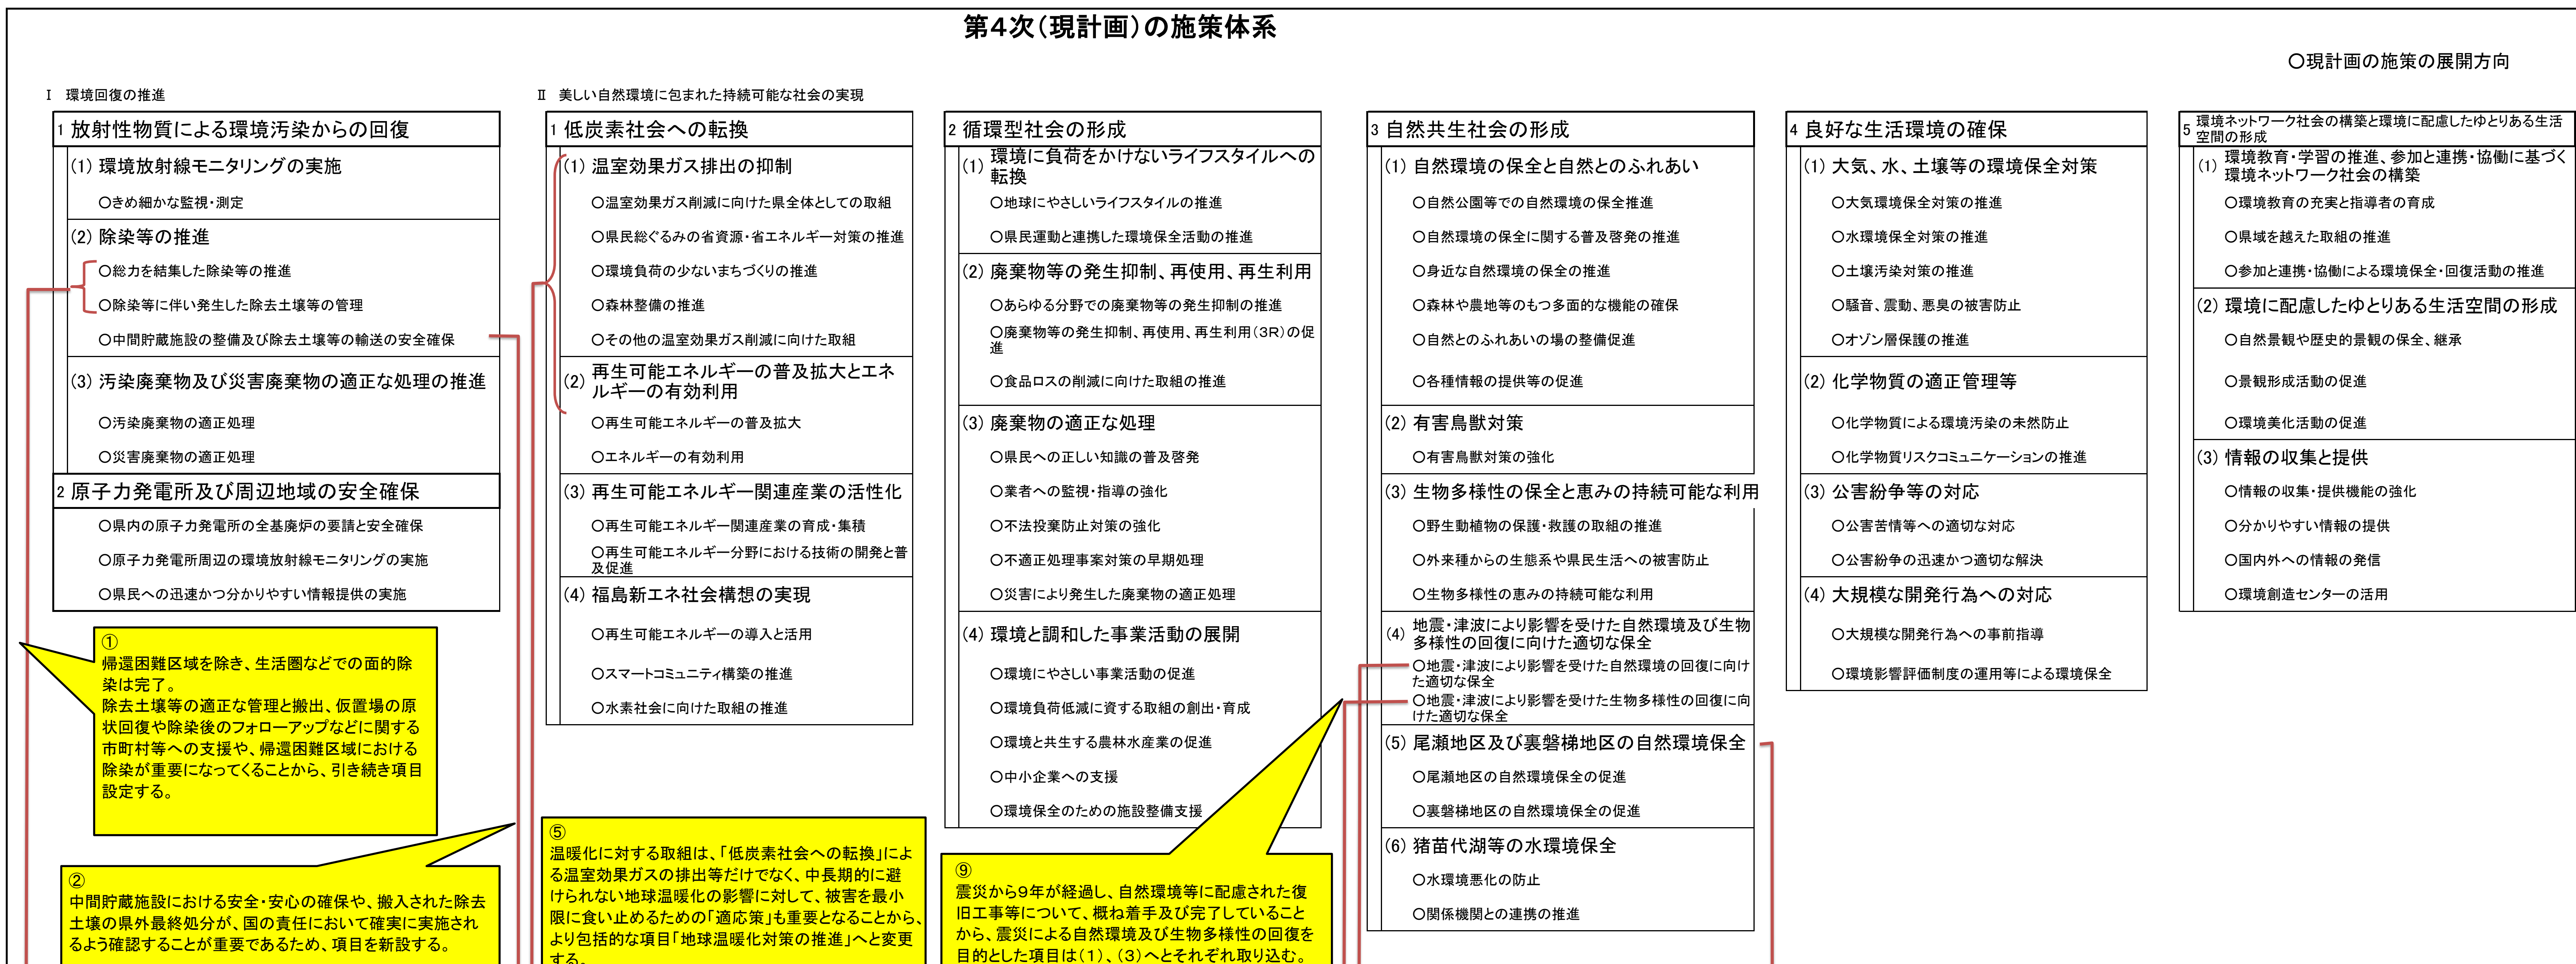 第4次（現計画）の施策体系
〇現計画の施策の展開方向
Ⅰ　環境回復の推進
1 放射性物質による環境汚染からの回復
(1) 環境放射線モニタリングの実施
〇きめ細かな監視・測定
(2) 除染等の推進
〇総力を結集した除染等の推進
〇除染等に伴い発生した除去土壌等の管理
〇中間貯蔵施設の整備及び除去土壌等の輸送の安全確保
(3) 汚染廃棄物及び災害廃棄物の適正な処理の推進
〇汚染廃棄物の適正処理
〇災害廃棄物の適正処理
2 原子力発電所及び周辺地域の安全確保
〇県内の原子力発電所の全基廃炉の要請と安全確保
〇原子力発電所周辺の環境放射線モニタリングの実施
〇県民への迅速かつ分かりやすい情報提供の実施
①
帰還困難区域を除き、生活圏などでの面的除
染は完了。
除去土壌等の適正な管理と搬出、仮置場の原
状回復や除染後のフォローアップなどに関する
市町村等への支援や、帰還困難区域における
除染が重要になってくることから、引き続き項目
設定する。
②
中間貯蔵施設における安全・安心の確保や、搬入された除去
土壌の県外最終処分が、国の責任において確実に実施され
るよう確認することが重要であるため、項目を新設する。
Ⅱ　美しい自然環境に包まれた持続可能な社会の実現
1 低炭素社会への転換
(1) 温室効果ガス排出の抑制
〇温室効果ガス削減に向けた県全体としての取組
〇県民総ぐるみの省資源・省エネルギー対策の推進
〇環境負荷の少ないまちづくりの推進
〇森林整備の推進
〇その他の温室効果ガス削減に向けた取組
(2) 再生可能エネルギーの普及拡大とエネ
ルギーの有効利用
〇再生可能エネルギーの普及拡大
〇エネルギーの有効利用
(3) 再生可能エネルギー関連産業の活性化
〇再生可能エネルギー関連産業の育成・集積
〇再生可能エネルギー分野における技術の開発と普
及促進
(4) 福島新エネ社会構想の実現
〇再生可能エネルギーの導入と活用
〇スマートコミュニティ構築の推進
〇水素社会に向けた取組の推進
⑤
温暖化に対する取組は、「低炭素社会への転換」によ
る温室効果ガスの排出等だけでなく、中長期的に避
けられない地球温暖化の影響に対して、被害を最小
限に食い止めるための「適応策」も重要となることから、
より包括的な項目「地球温暖化対策の推進」へと変更
する。
2 循環型社会の形成
(1) 環境に負荷をかけないライフスタイルへの
転換
〇地球にやさしいライフスタイルの推進
〇県民運動と連携した環境保全活動の推進
(2) 廃棄物等の発生抑制、再使用、再生利用
〇あらゆる分野での廃棄物等の発生抑制の推進
〇廃棄物等の発生抑制、再使用、再生利用（3R）の促
進
〇食品ロスの削減に向けた取組の推進
(3) 廃棄物の適正な処理
〇県民への正しい知識の普及啓発
〇業者への監視・指導の強化
〇不法投棄防止対策の強化
〇不適正処理事案対策の早期処理
〇災害により発生した廃棄物の適正処理
(4) 環境と調和した事業活動の展開
〇環境にやさしい事業活動の促進
〇環境負荷低減に資する取組の創出・育成
〇環境と共生する農林水産業の促進
〇中小企業への支援
〇環境保全のための施設整備支援
⑨
震災から9年が経過し、自然環境等に配慮された復
旧工事等について、概ね着手及び完了していること
から、震災による自然環境及び生物多様性の回復を
目的とした項目は（1）、（3）へとそれぞれ取り込む。
3 自然共生社会の形成
(1) 自然環境の保全と自然とのふれあい
〇自然公園等での自然環境の保全推進
〇自然環境の保全に関する普及啓発の推進
〇身近な自然環境の保全の推進
〇森林や農地等のもつ多面的な機能の確保
〇自然とのふれあいの場の整備促進
〇各種情報の提供等の促進
(2) 有害鳥獣対策
〇有害鳥獣対策の強化
(3) 生物多様性の保全と恵みの持続可能な利用
〇野生動植物の保護・救護の取組の推進
〇外来種からの生態系や県民生活への被害防止
〇生物多様性の恵みの持続可能な利用
(4) 地震・津波により影響を受けた自然環境及び生物
多様性の回復に向けた適切な保全
〇地震・津波により影響を受けた自然環境の回復に向け
た適切な保全
〇地震・津波により影響を受けた生物多様性の回復に向
けた適切な保全
(5) 尾瀬地区及び裏磐梯地区の自然環境保全
〇尾瀬地区の自然環境保全の促進
〇裏磐梯地区の自然環境保全の促進
(6) 猪苗代湖等の水環境保全
〇水環境悪化の防止
〇関係機関との連携の推進
4 良好な生活環境の確保
(1) 大気、水、土壌等の環境保全対策
〇大気環境保全対策の推進
〇水環境保全対策の推進
〇土壌汚染対策の推進
〇騒音、震動、悪臭の被害防止
〇オゾン層保護の推進
(2) 化学物質の適正管理等
〇化学物質による環境汚染の未然防止
〇化学物質リスクコミュニケーションの推進
(3) 公害紛争等の対応
〇公害苦情等への適切な対応
〇公害紛争の迅速かつ適切な解決
(4) 大規模な開発行為への対応
〇大規模な開発行為への事前指導
〇環境影響評価制度の運用等による環境保全
5 環境ネットワーク社会の構築と環境に配慮したゆとりある生活
空間の形成
(1) 環境教育・学習の推進、参加と連携・協働に基づく
環境ネットワーク社会の構築
〇環境教育の充実と指導者の育成
〇県域を越えた取組の推進
〇参加と連携・協働による環境保全・回復活動の推進
(2) 環境に配慮したゆとりある生活空間の形成
〇自然景観や歴史的景観の保全、継承
〇景観形成活動の促進
〇環境美化活動の促進
(3) 情報の収集と提供
〇情報の収集・提供機能の強化
〇分かりやすい情報の提供
〇国内外への情報の発信
〇環境創造センターの活用